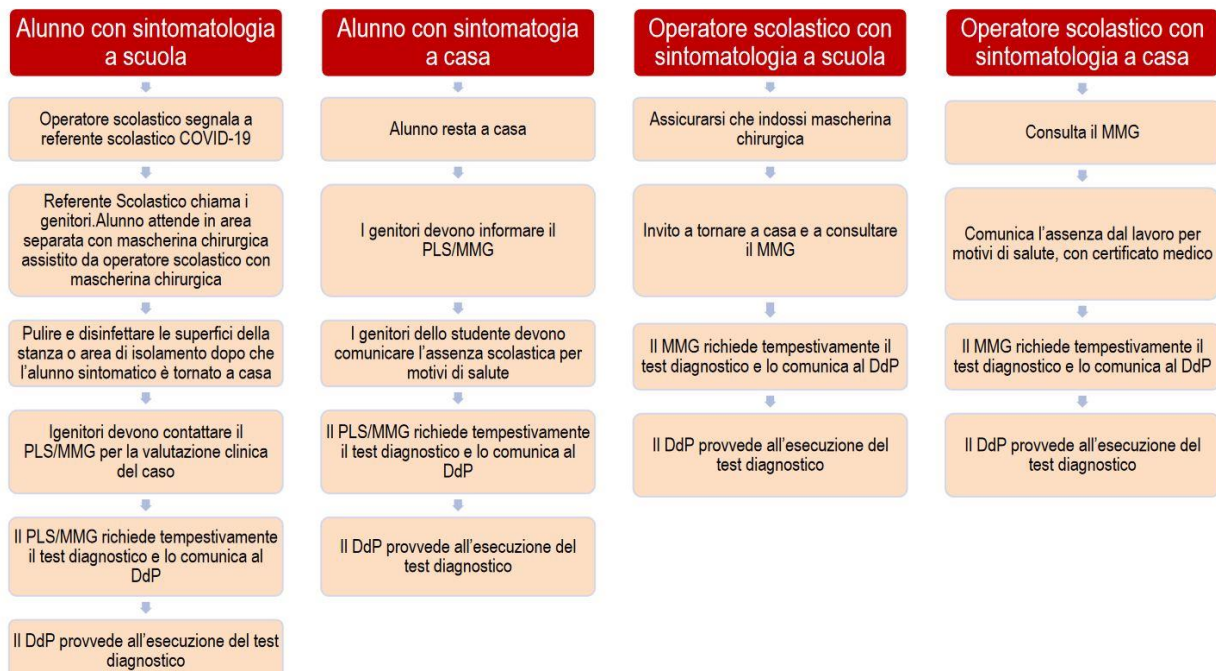 Alunno con sintomatologia
a scuola
Operatore scolastico segnala a
referente scolastico COVID-19
Referente Scolastico chiama i
genitori.Alunno attende in area
separata con mascherina chirurgica
assistito da operatore scolastico con
mascherina chirurgica
Pulire e disinfettare le superfici della
stanza o area di isolamento dopo che
l'alunno sintomatico è tornato a casa
Igenitori devono contattare il
PLS/MMG per la valutazione clinica
del caso
Il PLS/MMG richiede tempestivamente
il test diagnostico e lo comunica al
DdP
Il DdP provvede all'esecuzione del test
diagnostico
Alunno con sintomatogia
a casa
Alunno resta a casa
I genitori devono informare il
PLS/MMG
I genitori dello studente devono
comunicare l'assenza scolastica per
motivi di salute
Il PLS/MMG richiede tempestivamente
il test diagnostico e lo comunica al
DdP
Il DdP provvede all'esecuzione del
test diagnostico
Operatore scolastico con
sintomatologia a scuola
Assicurarsi che indossi mascherina
chirurgica
Invito a tornare a casa e a consultare
il MMG
Il MMG richiede tempestivamente il
test diagnostico e lo comunica al DdP
Il DdP provvede all'esecuzione del
test diagnostico
Operatore scolastico con
sintomatologia a casa
Consulta il MMG
Comunica l'assenza dal lavoro per
motivi di salute, con certificato medico
Il MMG richiede tempestivamente il
test diagnostico e lo comunica al DdP
Il DdP provvede all'esecuzione del
test diagnostico